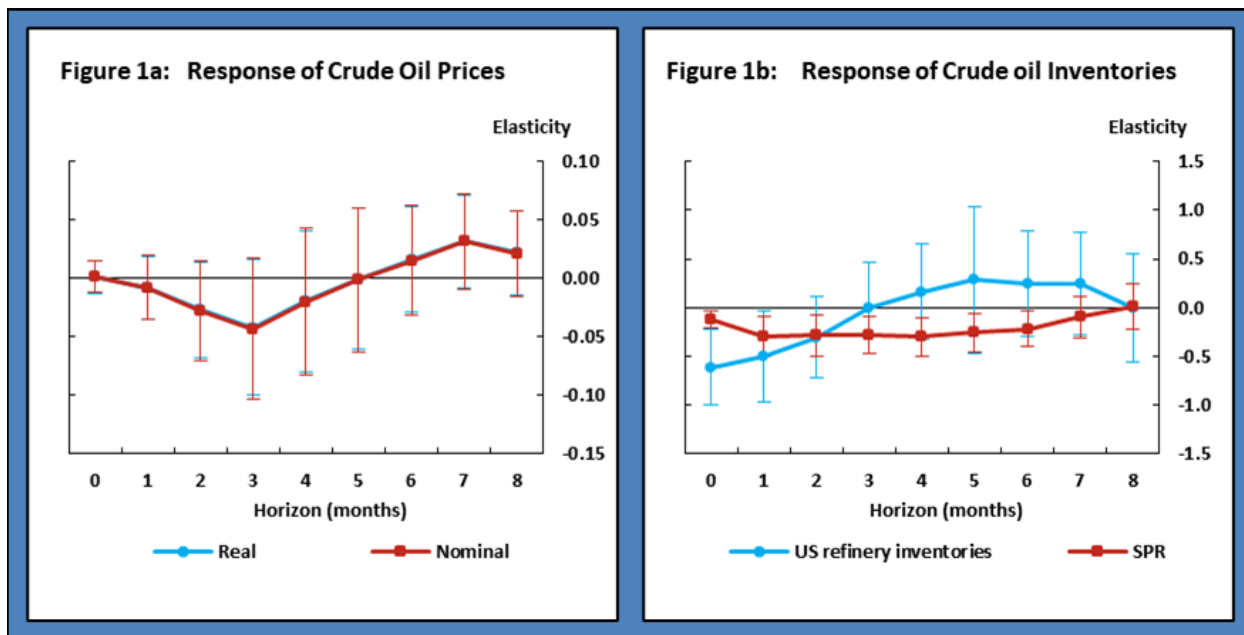 Figure 1a: Response of Crude Oil Prices
Elasticity
0.10
0.05
0.00
-0.05
-0.10
-0.15
0 1 2 3 4 5 6 7 8
Horizon (months)
Real Nominal
Figure 1b: Response of Crude oil Inventories
Elasticity
1.5
1.0
0.5
0.0
-0.5
-1.0
-1.5
0 1 2 3 4 5 6 7 8
Horizon (months)
US refinery inventories SPR